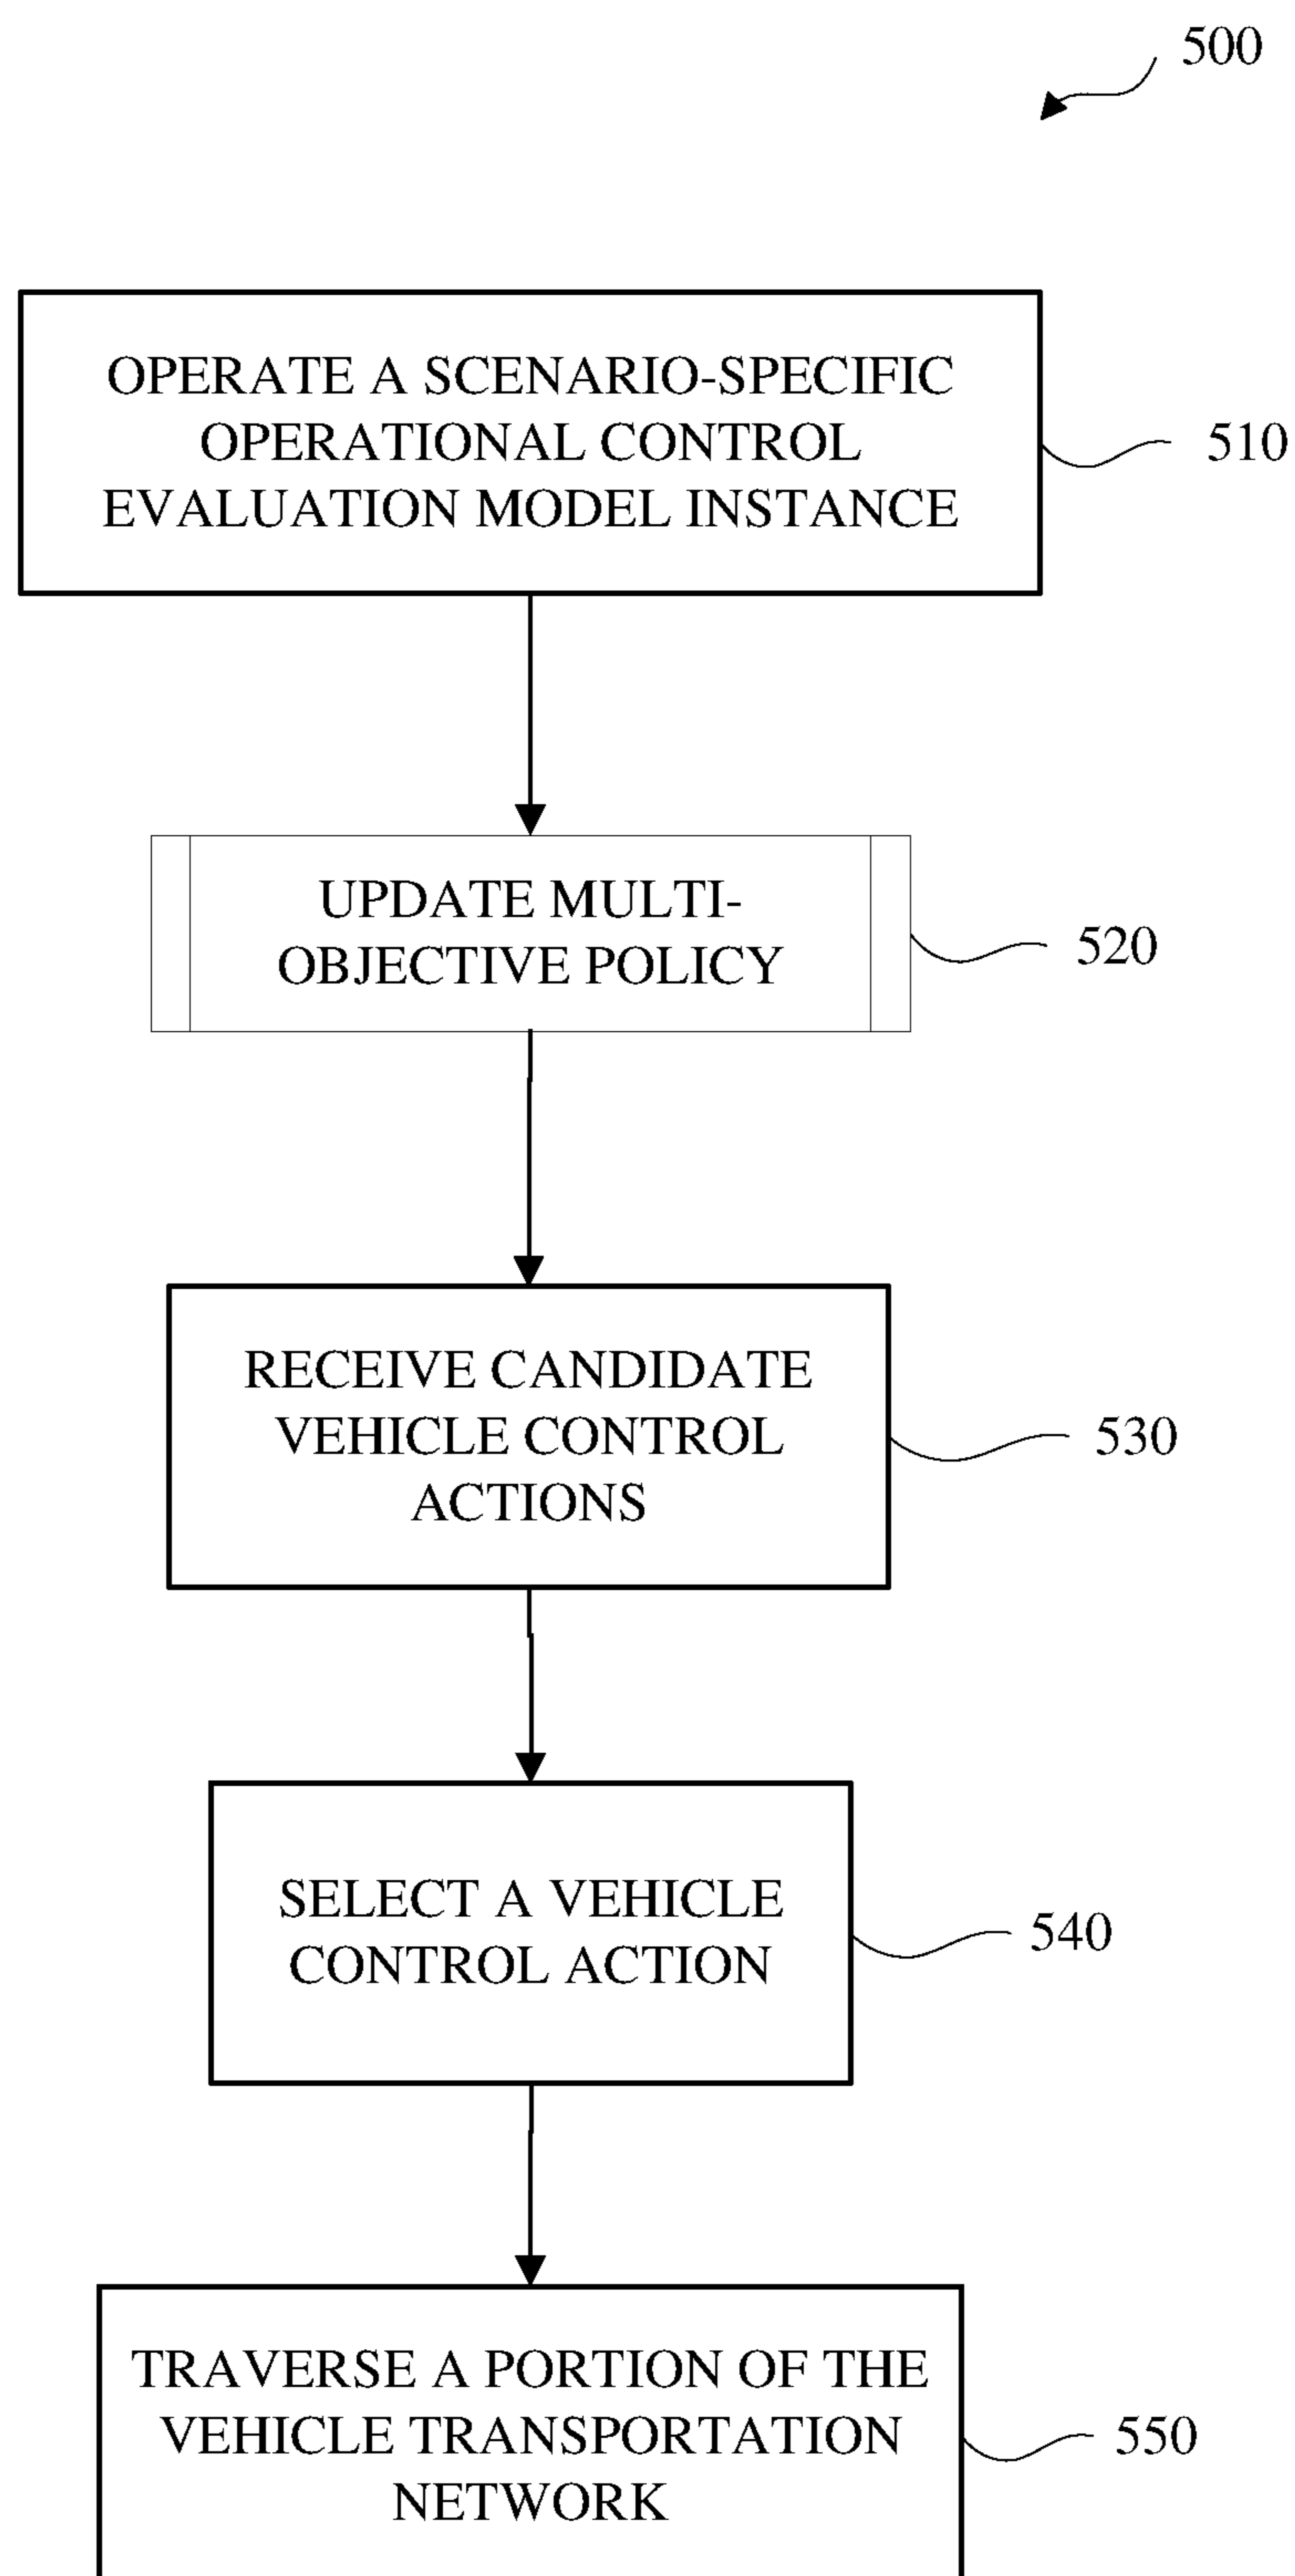 500
OPERATE A SCENARIO-SPECIFIC
OPERATIONAL CONTROL
EVALUATION MODEL INSTANCE
510
UPDATE MULTI-
OBJECTIVE POLICY
520
RECEIVE CANDIDATE
VEHICLE CONTROL
ACTIONS
530
SELECT A VEHICLE
CONTROL ACTION
540
TRAVERSE A PORTION OF THE
VEHICLE TRANSPORTATION
NETWORK
550